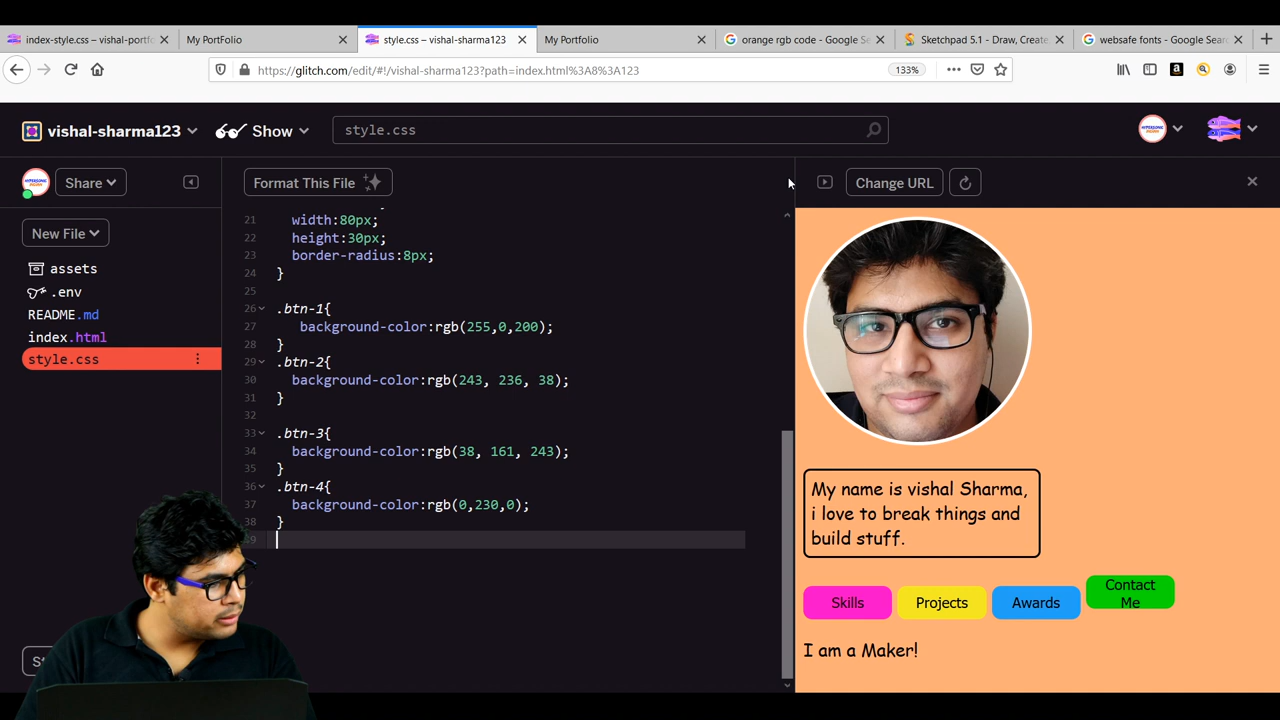 index-style.css – vishal-portfo
My PortFolio
style.css – vishal-sharma123
My PortFolio
orange rgb code - Google Se
Sketchpad 5.1 - Draw, Create
websafe fonts - Google Sear
https://glitch.com/edit/#!/vishal-sharma123?path=index.html%3A8%3A123
133%
vishal-sharma123
Show
style.css
Share
Format This File
Change URL
New File
assets
.env
README.md
index.html
style.css
21 width:80px;
22 height:30px;
23 border-radius:8px;
24 }
25
26 .btn-1{
27 background-color:rgb(255,0,200);
28 }
29 .btn-2{
30 background-color:rgb(243, 236, 38);
31 }
32
33 .btn-3{
34 background-color:rgb(38, 161, 243);
35 }
36 .btn-4{
37 background-color:rgb(0,230,0);
38 }
My name is vishal Sharma,
i love to break things and
build stuff.
Skills
Projects
Awards
Contact
Me
I am a Maker!